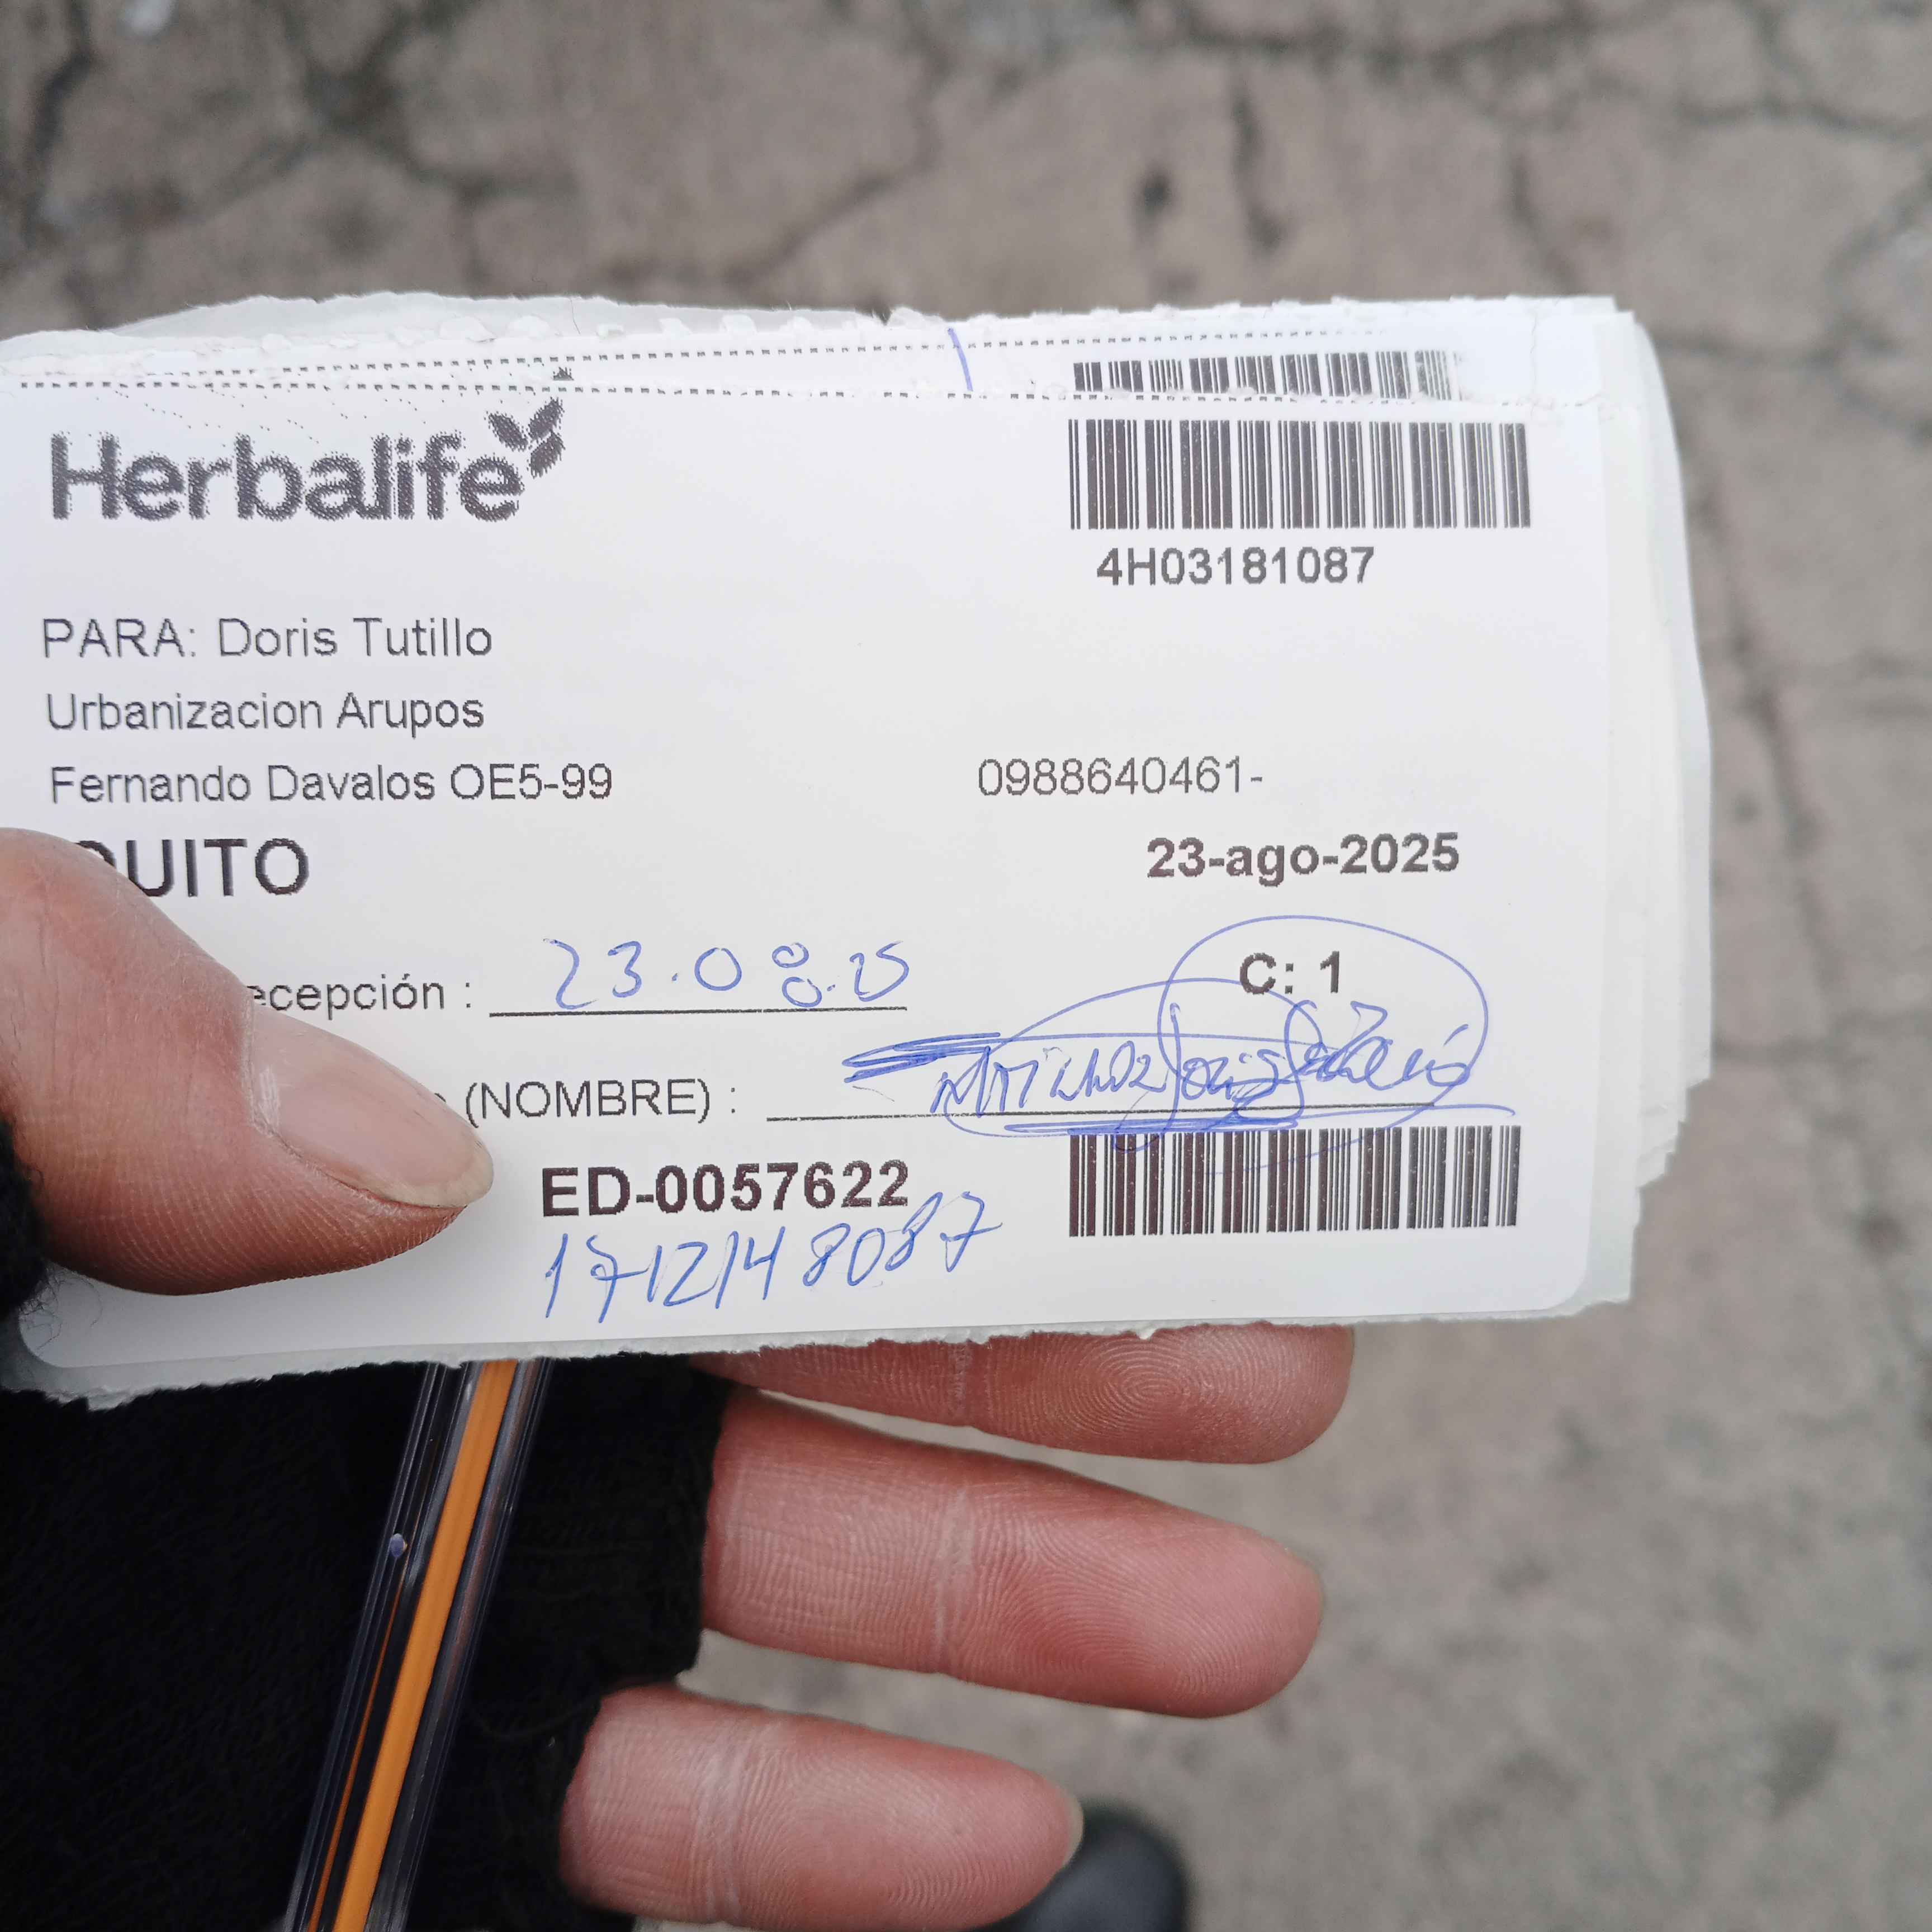 Herbalife
4H03181087
PARA: Doris Tutillo
Urbanizacion Arupos
Fernando Davalos OE5-99 0988640461-
QUITO 23-ago-2025
ecepción : 23.08.25 C: 1
(NOMBRE) :
ED-0057622
1712148087